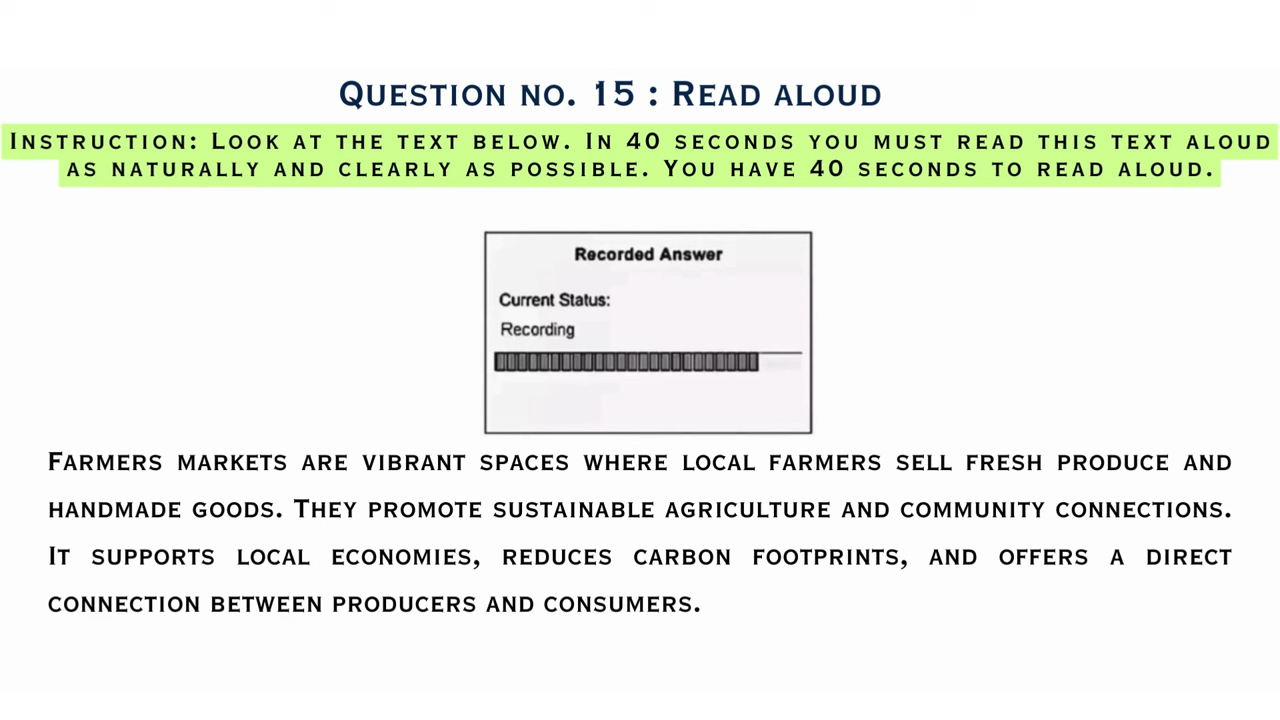 Question no. 15 : Read aloud
Instruction: Look at the text below. In 40 seconds you must read this text aloud
as naturally and clearly as possible. You have 40 seconds to read aloud.
Recorded Answer
Current Status:
Recording
Farmers markets are vibrant spaces where local farmers sell fresh produce and
handmade goods. They promote sustainable agriculture and community connections.
It supports local economies, reduces carbon footprints, and offers a direct
connection between producers and consumers.